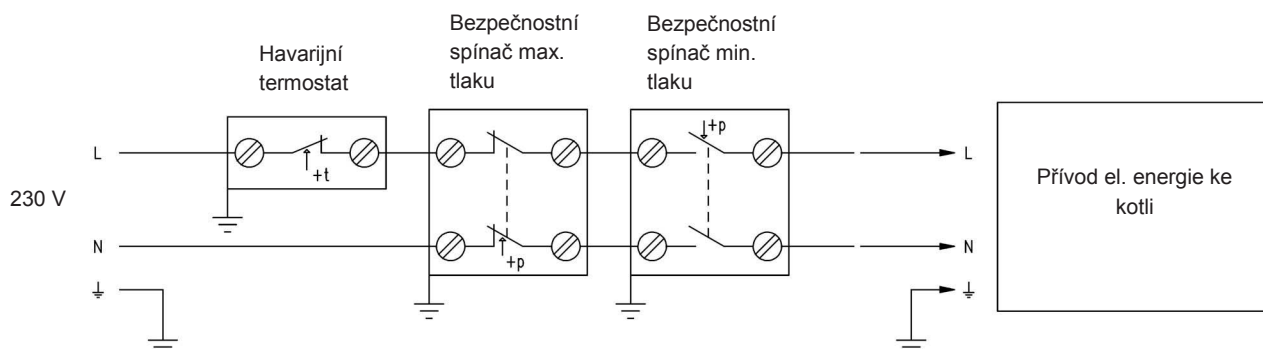 Havarijní
termostat
Bezpečnostní
spínač max.
tlaku
Bezpečnostní
spínač min.
tlaku
+p
L
L
+t
230 V
Přívod el. energie ke
kotli
N
N
+p